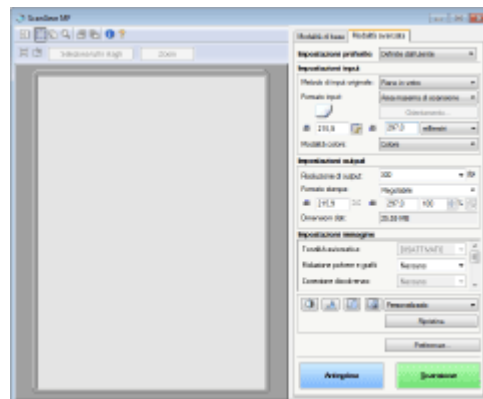 ScanGear MP
Zoom
Modalità di base
Modalità avanzata
Impostazioni preferite Definite dall'utente
Impostazioni input
Metodo di input originale: Piano in vetro
Formato input: Area massima di scansione
Orientamento...
215,9 297,0 millimetri
Modalità colore: Colore
Impostazioni output
Risoluzione di output: 300
Formato stampa: Regolabile
215,9 297,0 100 %
Dimensioni dati: 25,58 MB
Impostazioni immagine
Tonalità automatica: DISATTIVATE
Riduzione polvere e graffi: Nessuno
Correzione dissolvenza: Nessuno
Personalizzato
Ripristina
Preferenze...
Anteprima
Scansione